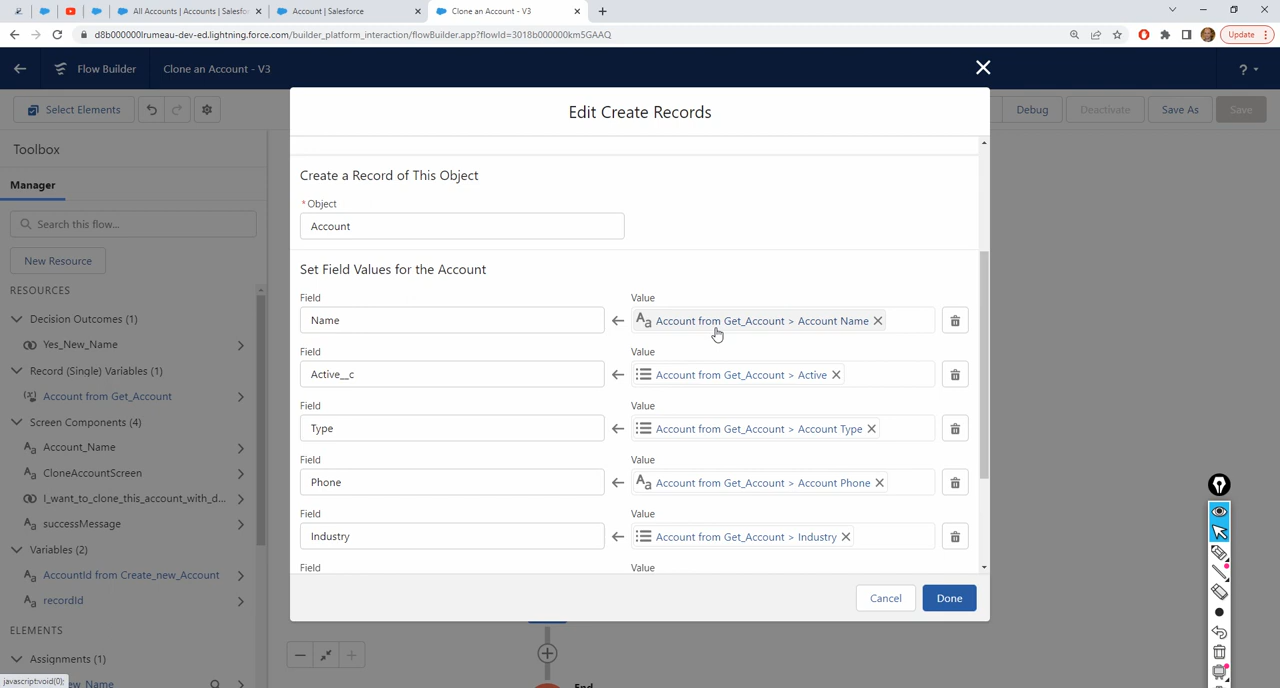 All Accounts | Accounts | Salesfo
Account | Salesforce
Clone an Account - V3
d8b000000lrumeau-dev-ed.lightning.force.com/builder_platform_interaction/flowBuilder.app?flowId=3018b000000km5GAAQ
Update
Flow Builder
Clone an Account - V3
?
Select Elements
Debug
Deactivate
Save As
Save
Toolbox
Manager
Search this flow...
New Resource
RESOURCES
Decision Outcomes (1)
Yes_New_Name
Record (Single) Variables (1)
Account from Get_Account
Screen Components (4)
Account_Name
CloneAccountScreen
I_want_to_clone_this_account_with_d...
successMessage
Variables (2)
AccountId from Create_new_Account
recordId
ELEMENTS
Assignments (1)
ew_Name
javascript:void(0);
Edit Create Records
Create a Record of This Object
* Object
Account
Set Field Values for the Account
Field Value
Name Account from Get_Account > Account Name
Field Value
Active__c Account from Get_Account > Active
Field Value
Type Account from Get_Account > Account Type
Field Value
Phone Account from Get_Account > Account Phone
Field Value
Industry Account from Get_Account > Industry
Field Value
Cancel Done
End